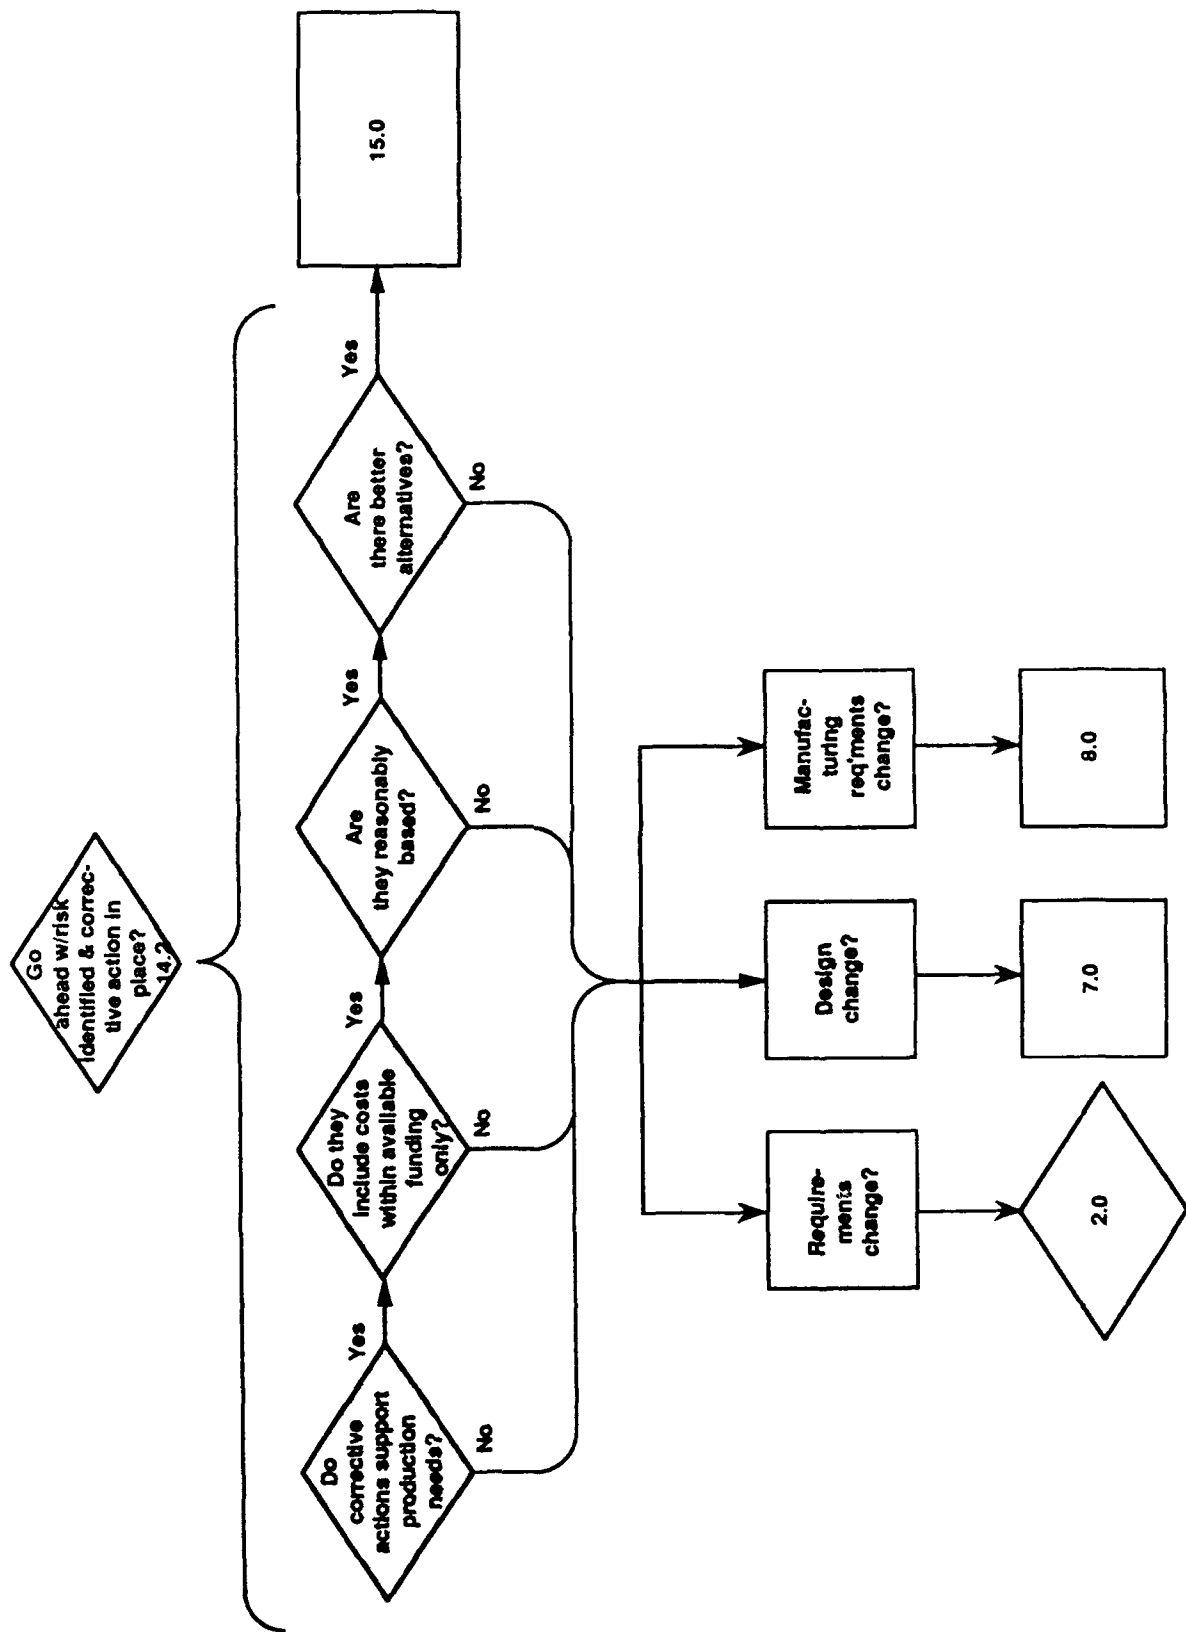 Go
ahead w/risk
identified & correc-
tive action in
place?
14.2
Do
corrective
actions support
production
needs?
Yes
No
Do they
include costs
within available
funding
only?
Yes
No
Are
they reasonably
based?
Yes
No
Are
there better
alternatives?
Yes
No
15.0
Require-
ments
change?
Design
change?
Manufac-
turing
req'ments
change?
2.0
7.0
8.0